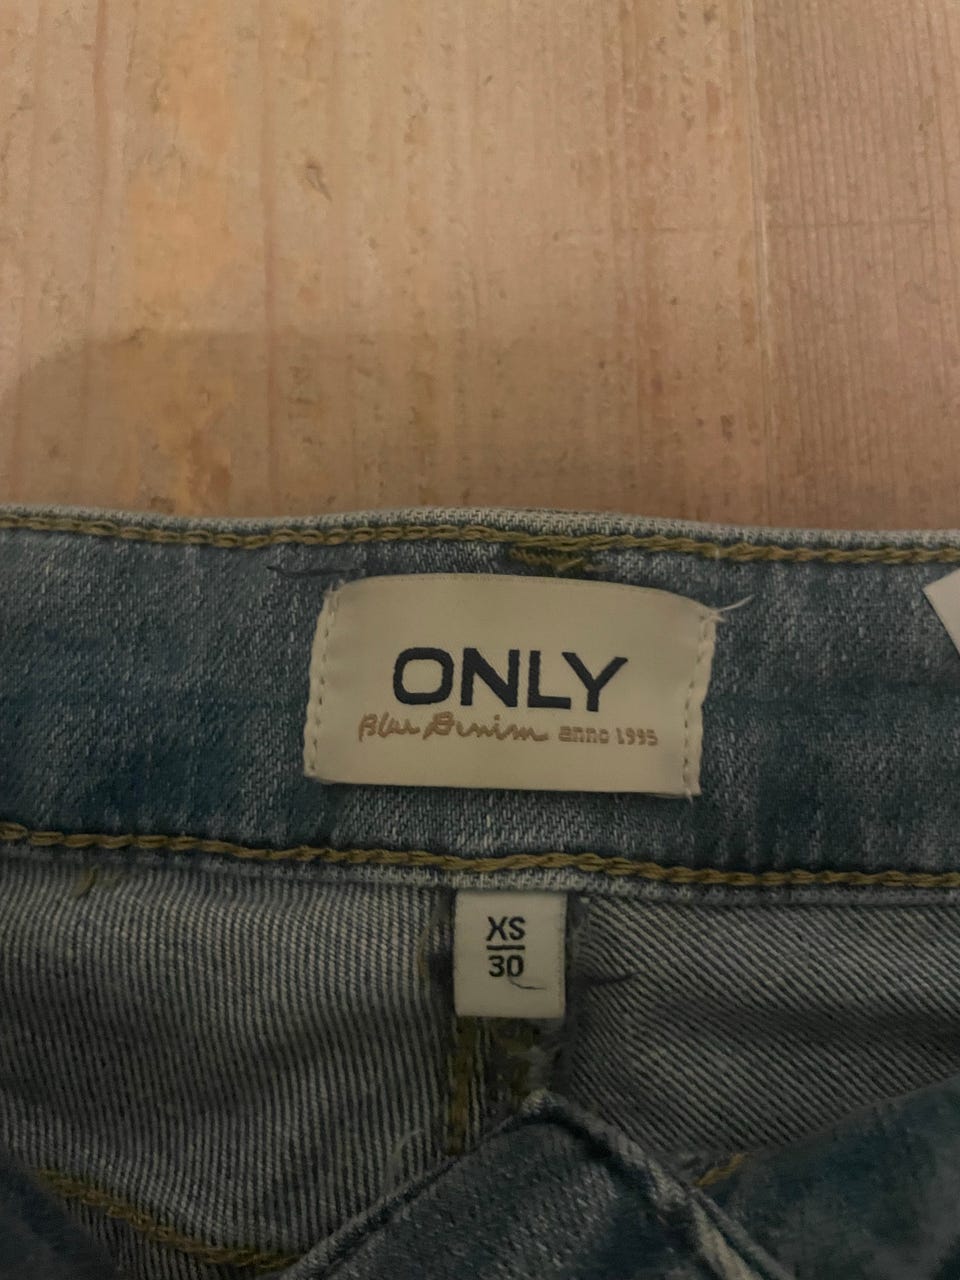 ONLY
Blue Denim anno 1995
XS
30